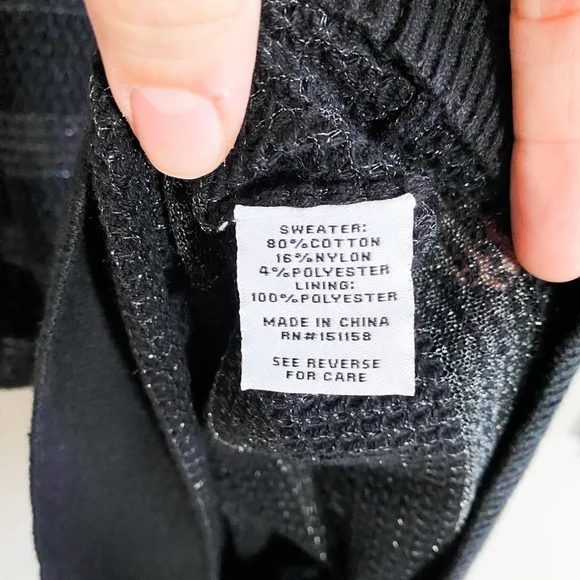 SWEATER:
80%COTTON
16%NYLON
4%POLYESTER
LINING:
100%POLYESTER
MADE IN CHINA
RN#151158
SEE REVERSE
FOR CARE